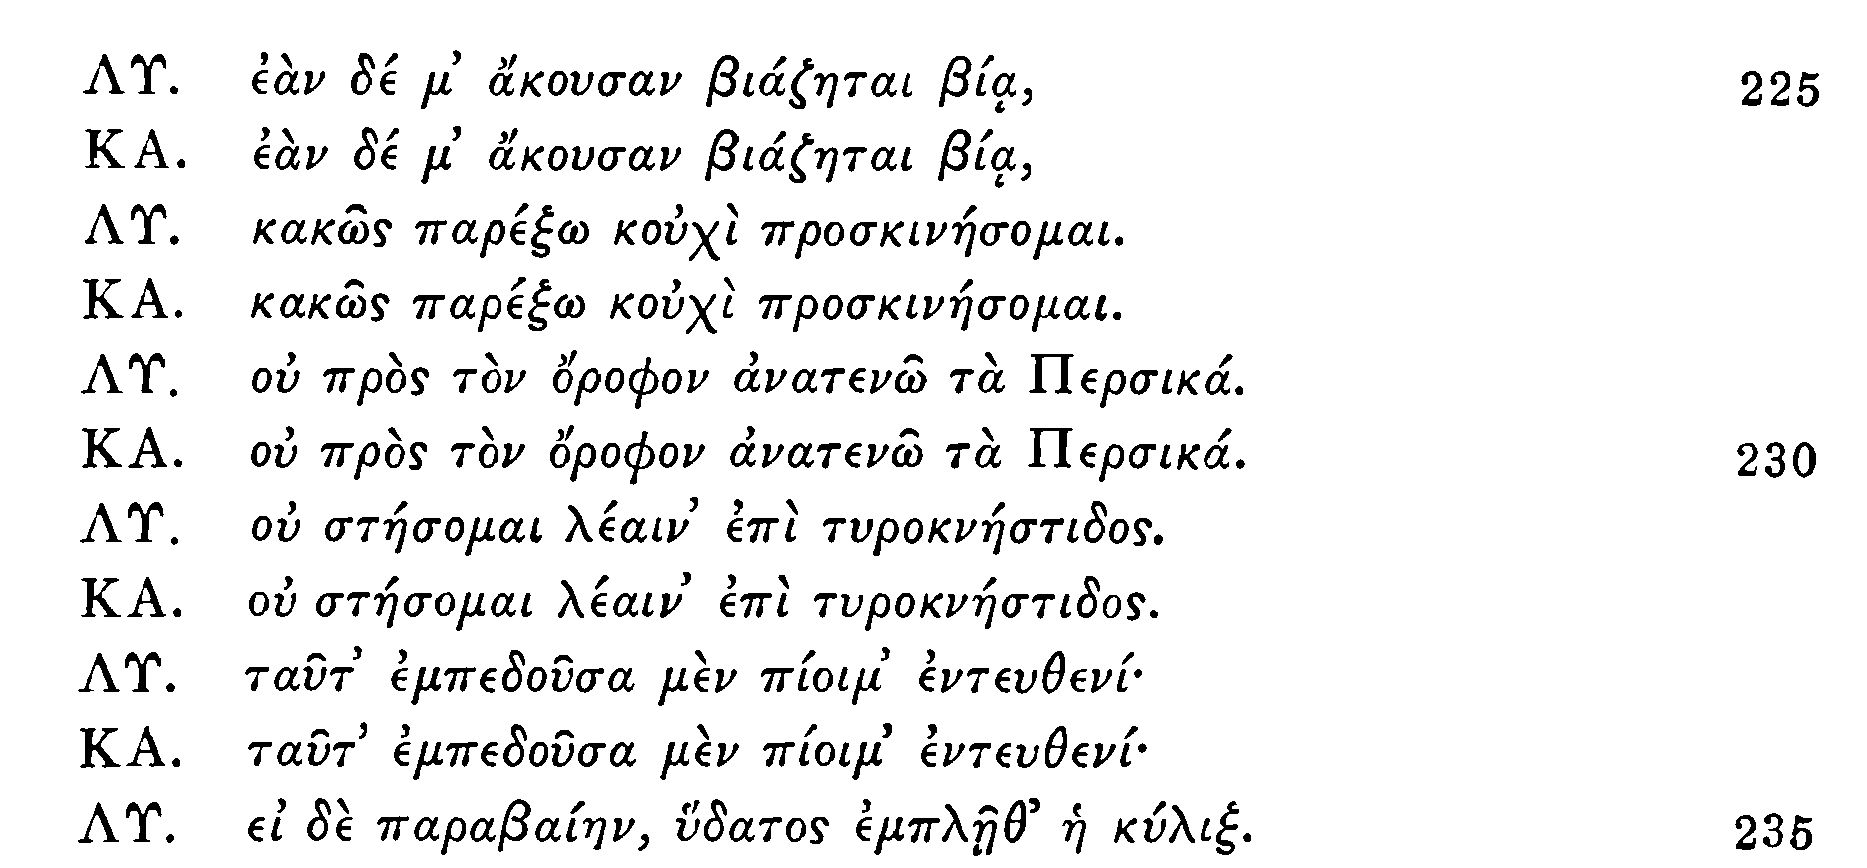 ΛΥ. ἐὰν δέ μ’ ἄκουσαν βιάζηται βίᾳ, 225
ΚΑ. ἐὰν δέ μ’ ἄκουσαν βιάζηται βίᾳ,
ΛΥ. κακῶς παρέξω κοὐχὶ προσκινήσομαι.
ΚΑ. κακῶς παρέξω κοὐχὶ προσκινήσομαι.
ΛΥ. οὐ πρὸς τὸν ὄροφον ἀνατενῶ τὰ Περσικά.
ΚΑ. οὐ πρὸς τὸν ὄροφον ἀνατενῶ τὰ Περσικά. 230
ΛΥ. οὐ στήσομαι λέαιν’ ἐπὶ τυροκνήστιδος.
ΚΑ. οὐ στήσομαι λέαιν’ ἐπὶ τυροκνήστιδος.
ΛΥ. ταῦτ’ ἐμπεδοῦσα μὲν πίοιμ’ ἐντευθενί·
ΚΑ. ταῦτ’ ἐμπεδοῦσα μὲν πίοιμ’ ἐντευθενί·
ΛΥ. εἰ δὲ παραβαίην, ὕδατος ἐμπλῇθ’ ἡ κύλιξ. 235